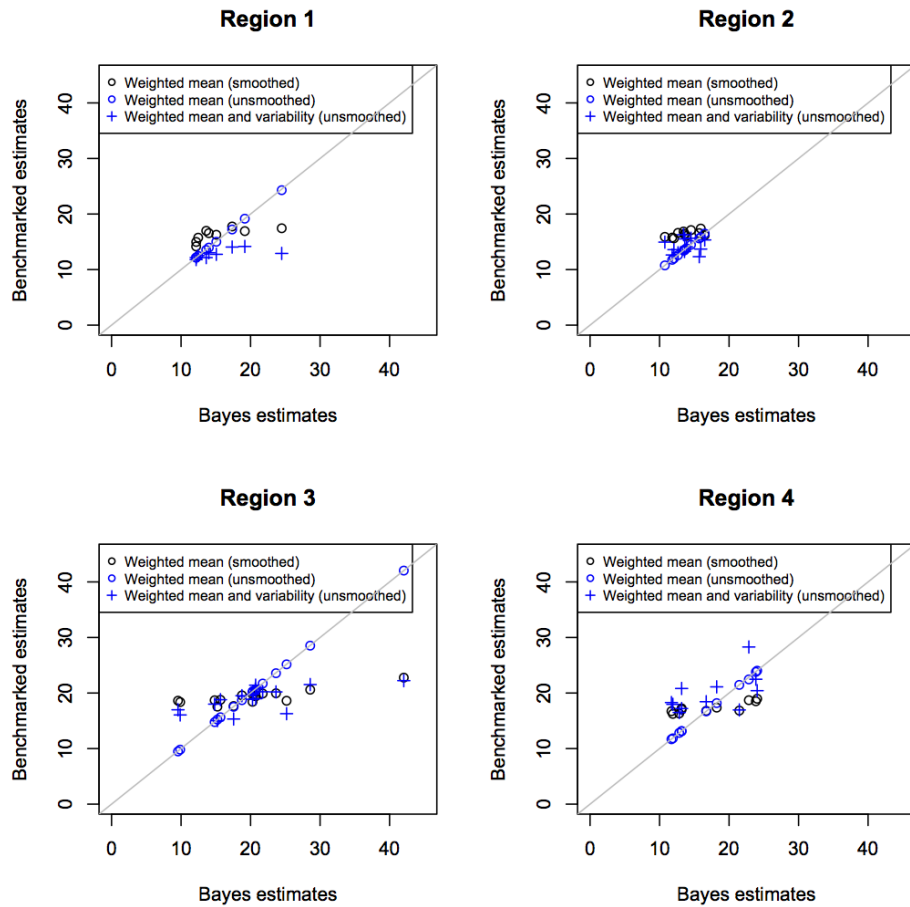 Region 1
Weighted mean (smoothed)
Weighted mean (unsmoothed)
Weighted mean and variability (unsmoothed)
Benchmarked estimates
40
30
20
10
0
0 10 20 30 40
Bayes estimates
Region 2
Weighted mean (smoothed)
Weighted mean (unsmoothed)
Weighted mean and variability (unsmoothed)
Benchmarked estimates
40
30
20
10
0
0 10 20 30 40
Bayes estimates
Region 3
Weighted mean (smoothed)
Weighted mean (unsmoothed)
Weighted mean and variability (unsmoothed)
Benchmarked estimates
40
30
20
10
0
0 10 20 30 40
Bayes estimates
Region 4
Weighted mean (smoothed)
Weighted mean (unsmoothed)
Weighted mean and variability (unsmoothed)
Benchmarked estimates
40
30
20
10
0
0 10 20 30 40
Bayes estimates